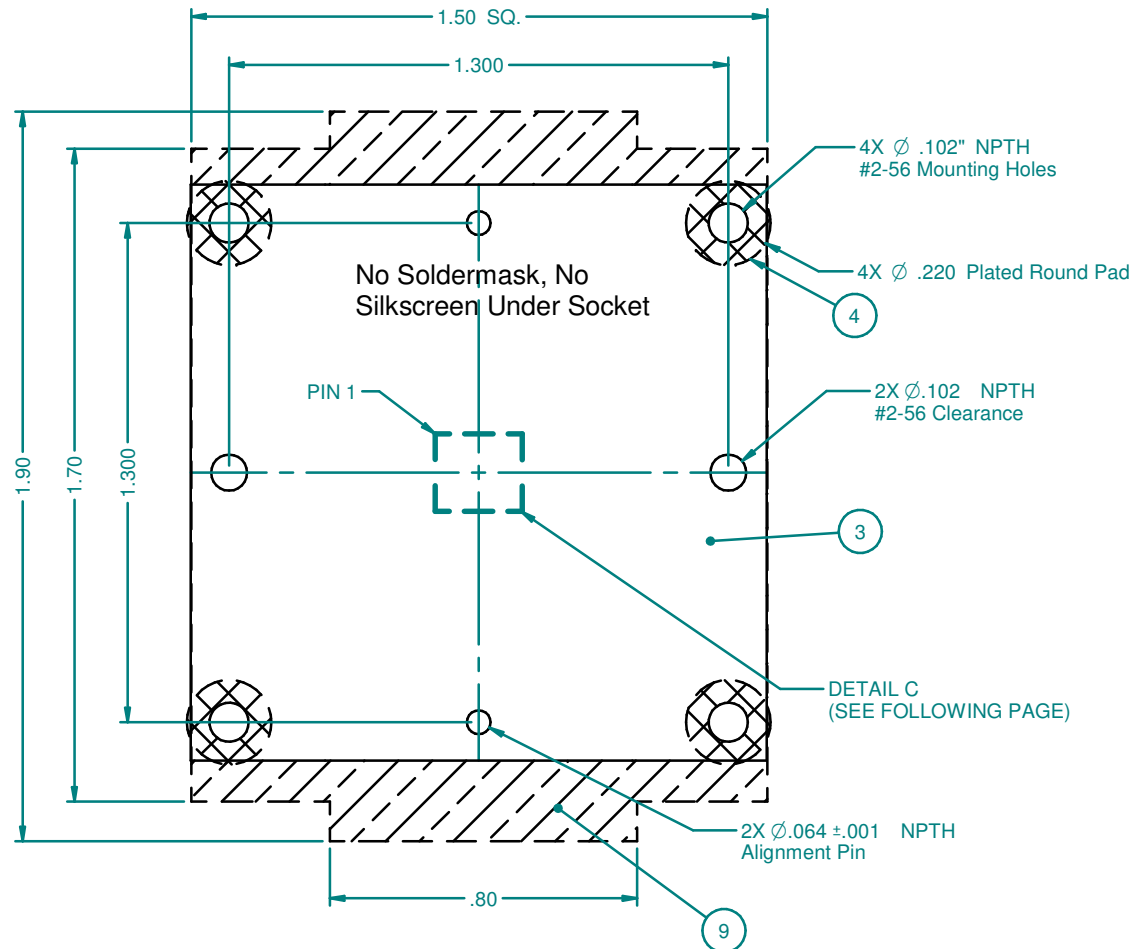 1.50 SQ.
1.300
4X Ø .102" NPTH
#2-56 Mounting Holes
4X Ø .220 Plated Round Pad
4
No Soldermask, No
Silkscreen Under Socket
PIN 1
2X Ø.102 NPTH
#2-56 Clearance
1.90
1.70
1.300
3
DETAIL C
(SEE FOLLOWING PAGE)
2X Ø.064 ±.001 NPTH
Alignment Pin
.80
9